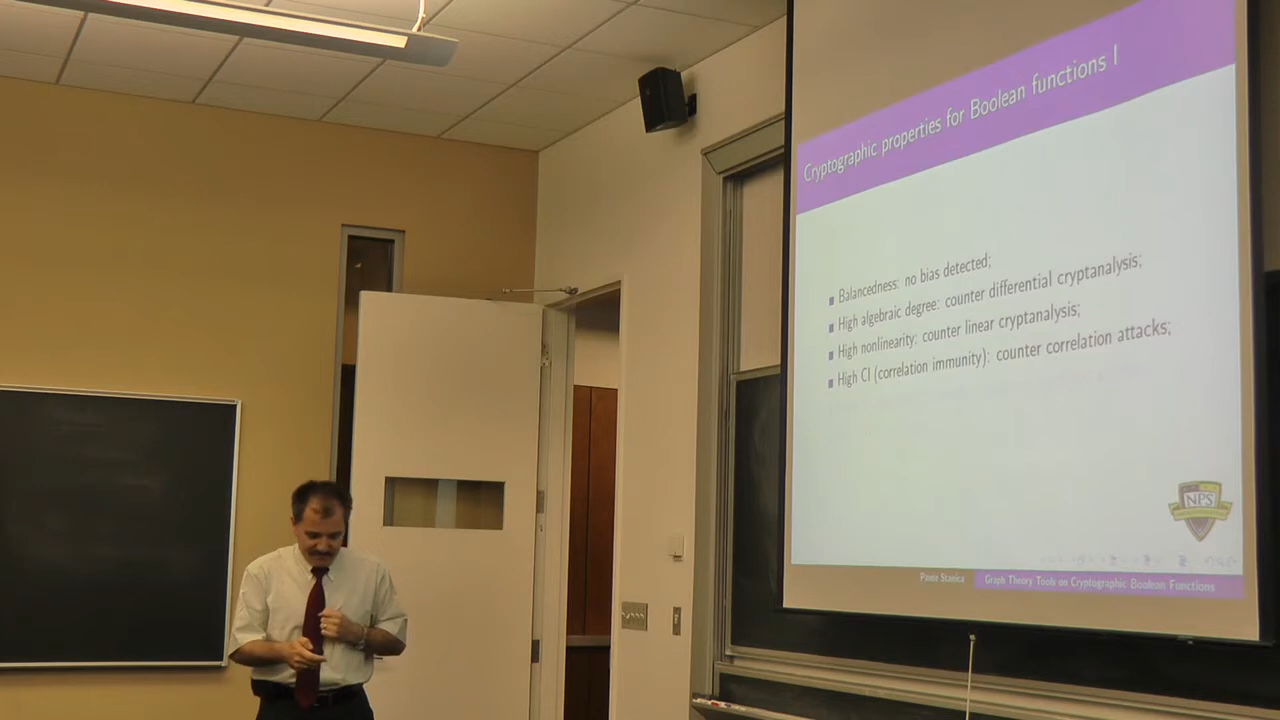 Cryptographic properties for Boolean functions I
Balancedness: no bias detected;
High algebraic degree: counter differential cryptanalysis;
High nonlinearity: counter linear cryptanalysis;
High CI (correlation immunity): counter correlation attacks;
NPS
Pante Stanica
Graph Theory Tools on Cryptographic Boolean Functions